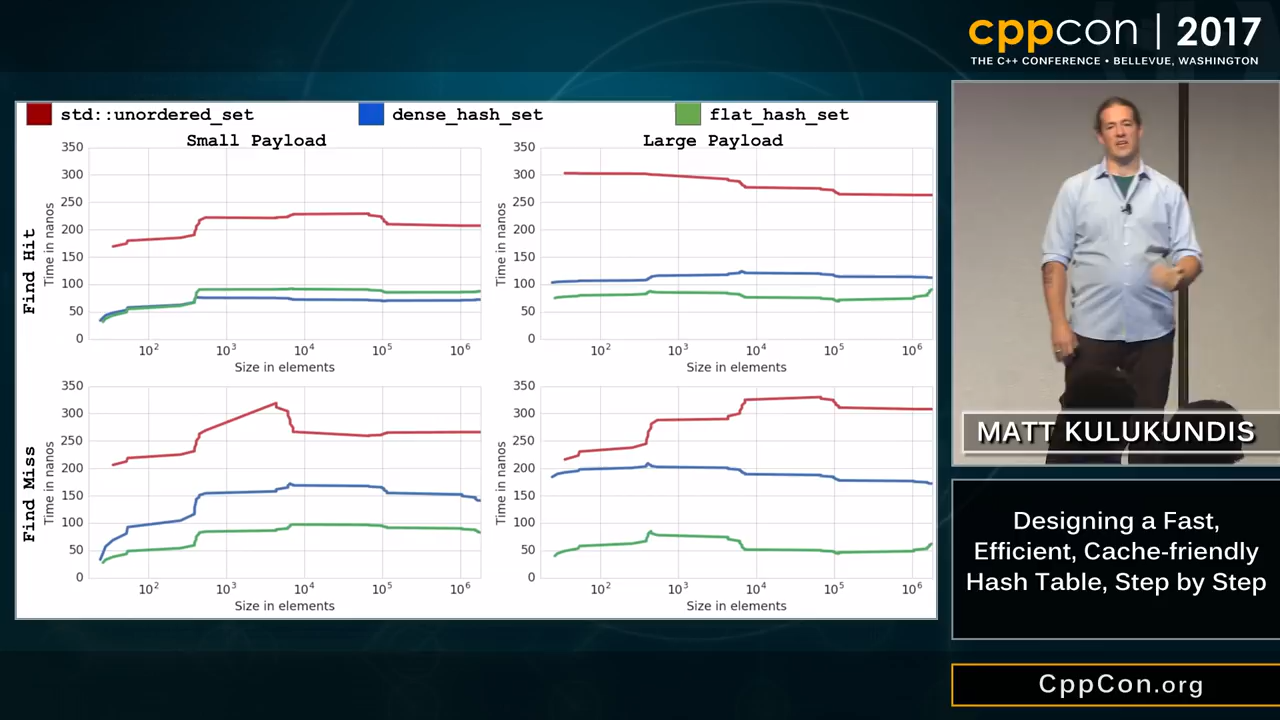 cppcon | 2017
THE C++ CONFERENCE • BELLEVUE, WASHINGTON
std::unordered_set
dense_hash_set
flat_hash_set
Small Payload
Large Payload
Find Hit
Time in nanos
350
300
250
200
150
100
50
0
10²
10³
10⁴
10⁵
10⁶
Size in elements
Time in nanos
350
300
250
200
150
100
50
0
10²
10³
10⁴
10⁵
10⁶
Size in elements
Find Miss
Time in nanos
350
300
250
200
150
100
50
0
10²
10³
10⁴
10⁵
10⁶
Size in elements
Time in nanos
350
300
250
200
150
100
50
0
10²
10³
10⁴
10⁵
10⁶
Size in elements
MATT KULUKUNDIS
Designing a Fast,
Efficient, Cache-friendly
Hash Table, Step by Step
CppCon.org